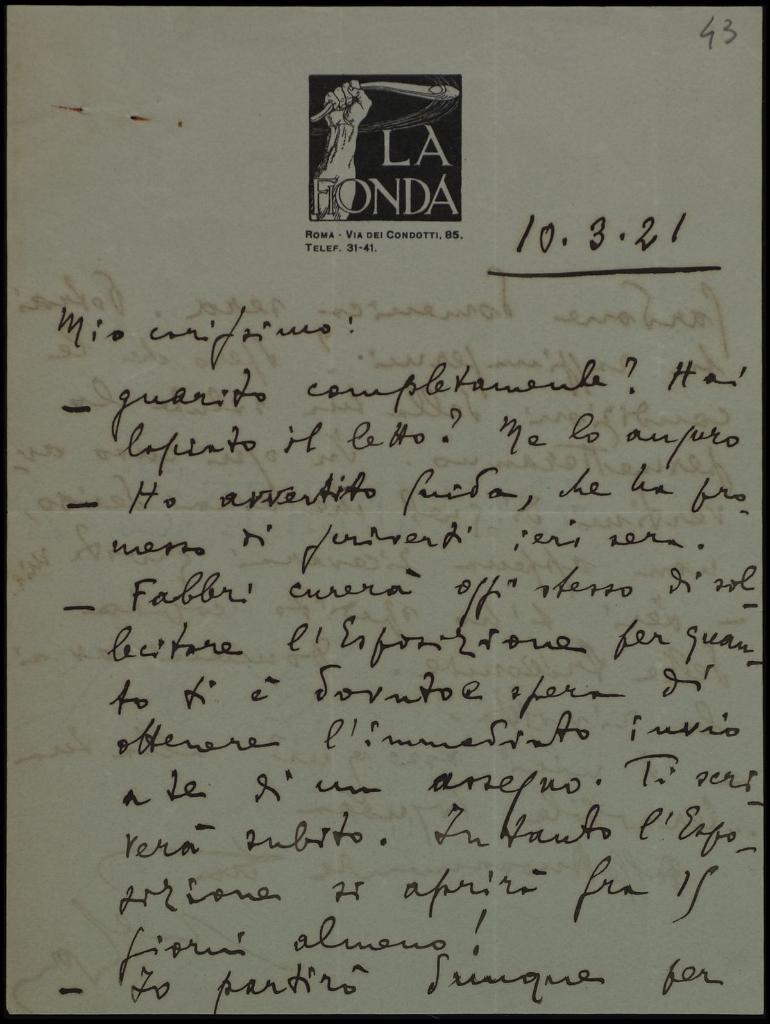 43
LA
FIONDA
ROMA - VIA DEI CONDOTTI, 85.
TELEF. 31-41.
10.3.21
Mio carissimo:
— guarito completamente? Hai
lasciato il letto? Me lo auguro
— Ho avvertito Guida, che ha pro-
messo di scriverti ieri sera.
— Fabbri curerà oggi stesso di sol-
lecitare l'Esposizione per quan-
to ti è dovuto e spera di
ottenere l'immediato invio
a te di un assegno. Ti scri-
verà subito. Intanto l'Espo-
sizione si aprirà fra 15
giorni almeno!
— Io partirò dunque per